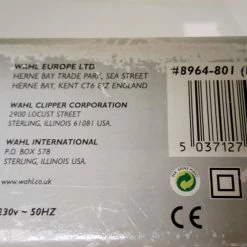 WAHL EUROPE LTD
HERNE BAY TRADE PARK, SEA STREET
HERNE BAY, KENT CT6 8JZ ENGLAND
WAHL CLIPPER CORPORATION
2900 LOCUST STREET
STERLING, ILLINOIS 61081 USA.
WAHL INTERNATIONAL
P.O. BOX 578
STERLING, ILLINOIS USA.
www.wahl.co.uk
230v ~ 50HZ
#8964-801 (
5 037127
CE